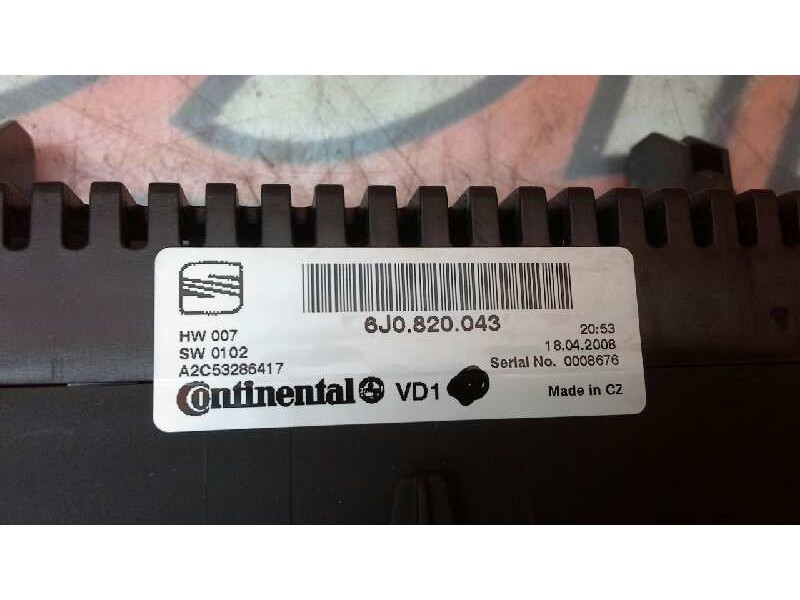 6J0.820.043
HW 007
SW 0102
A2C53286417
20:53
18.04.2008
Serial No. 0008676
Continental VD1
Made in CZ